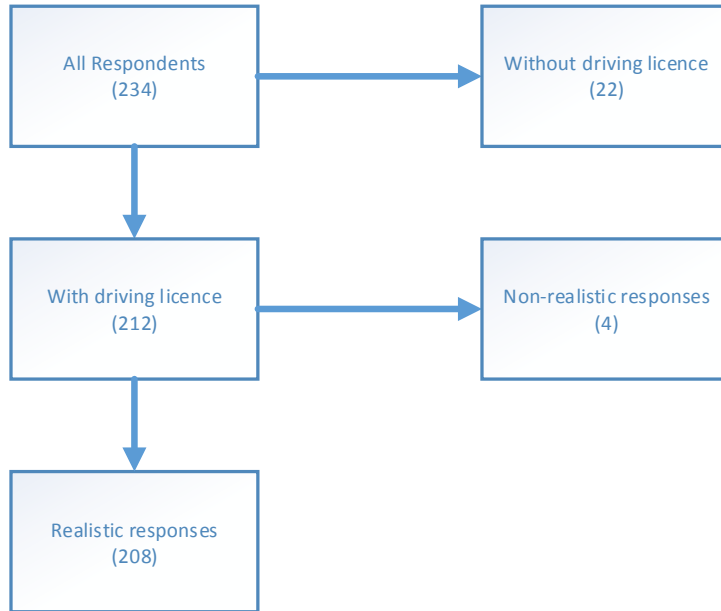 All Respondents
(234)
Without driving licence
(22)
With driving licence
(212)
Non-realistic responses
(4)
Realistic responses
(208)